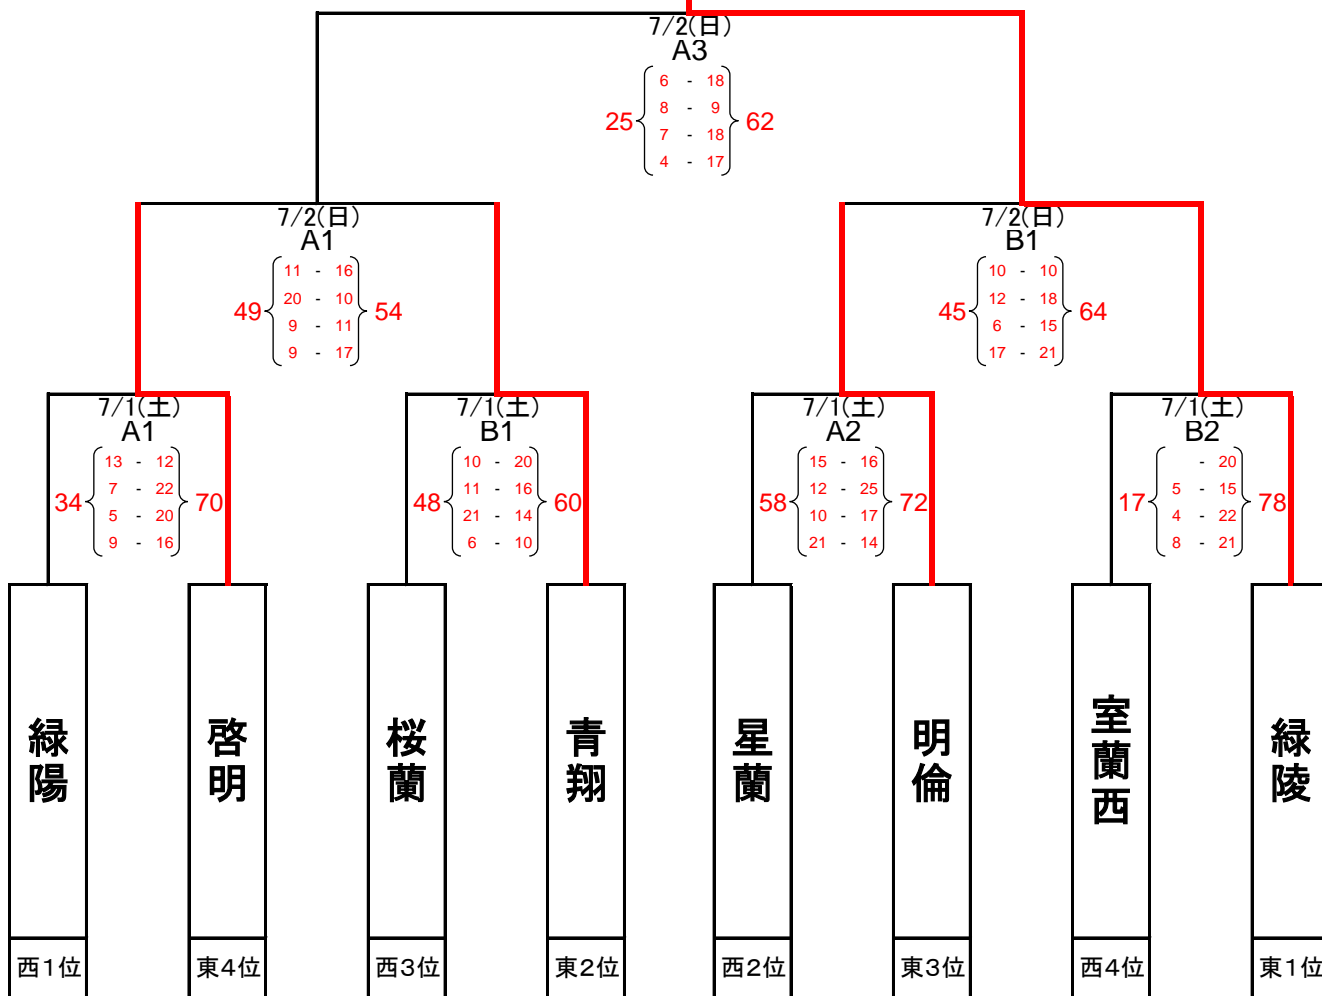 7/2(日)
A3
6 - 18
8 - 9
25 62
7 - 18
4 - 17
7/2(日)
A1
11 - 16
20 - 10
49 54
9 - 11
9 - 17
7/2(日)
B1
10 - 10
12 - 18
45 64
6 - 15
17 - 21
7/1(土)
A1
13 - 12
7 - 22
34 70
5 - 20
9 - 16
7/1(土)
B1
10 - 20
11 - 16
48 60
21 - 14
6 - 10
7/1(土)
A2
15 - 16
12 - 25
58 72
10 - 17
21 - 14
7/1(土)
B2
- 20
5 - 15
17 78
4 - 22
8 - 21
緑陽
啓明
桜蘭
青翔
星蘭
明倫
室蘭西
緑陵
西1位
東4位
西3位
東2位
西2位
東3位
西4位
東1位